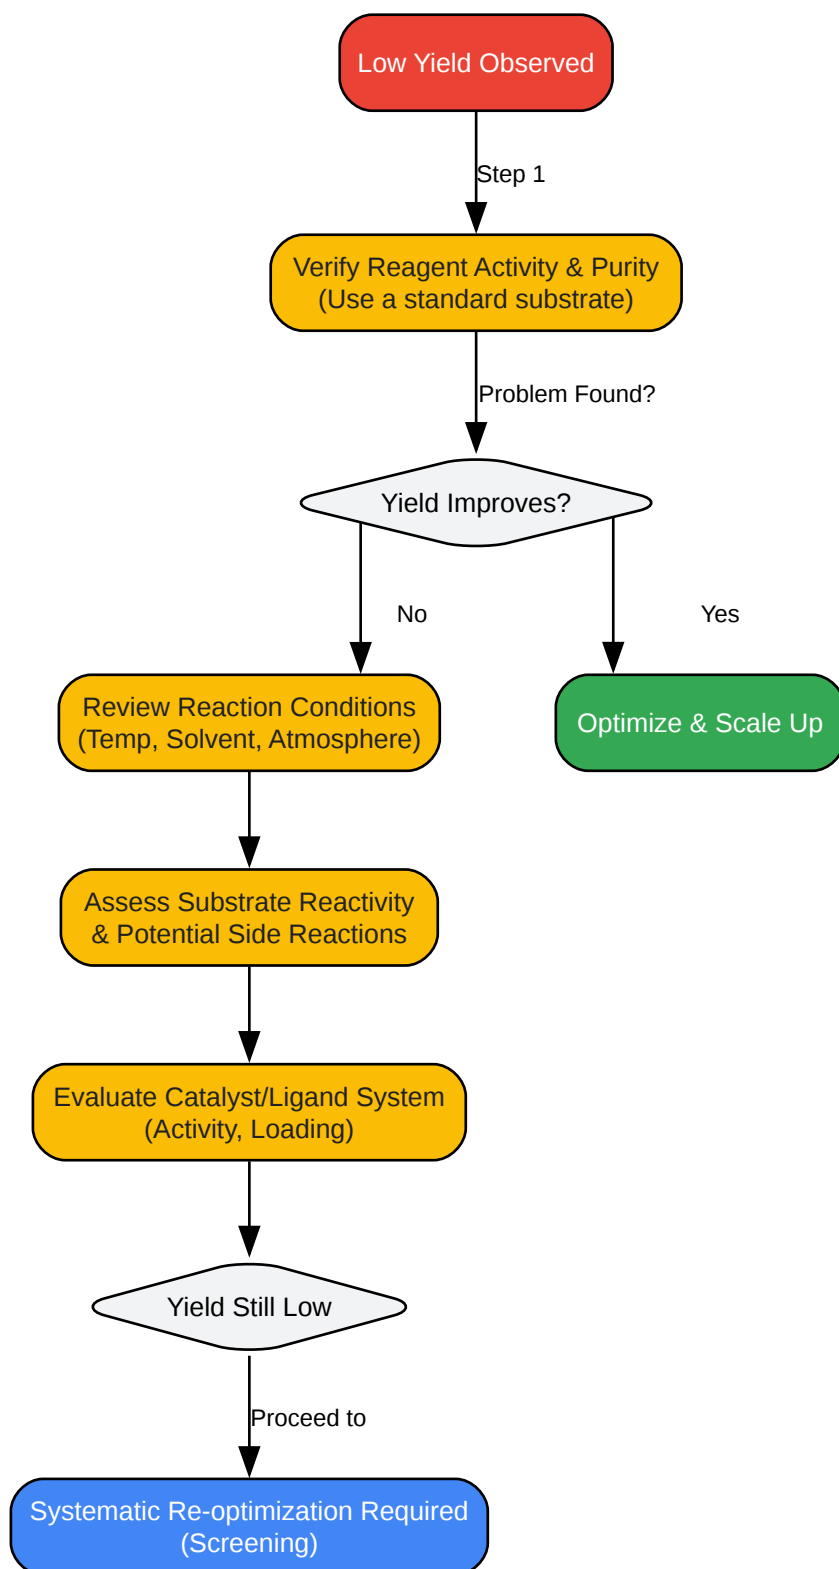 Low Yield Observed
Step 1
Verify Reagent Activity & Purity
(Use a standard substrate)
Problem Found?
Yield Improves?
No
Yes
Review Reaction Conditions
(Temp, Solvent, Atmosphere)
Optimize & Scale Up
Assess Substrate Reactivity
& Potential Side Reactions
Evaluate Catalyst/Ligand System
(Activity, Loading)
Yield Still Low
Proceed to
Systematic Re-optimization Required
(Screening)